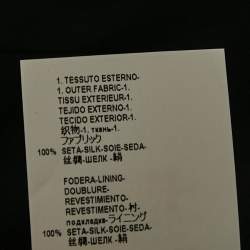 1. TESSUTO ESTERNO-
1. OUTER FABRIC-1.
TISSU EXTERIEUR-1.
TEJIDO EXTERNO-1.
TECIDO EXTERIOR-1.
织物-1. ткань-1.
ファブリック
100% SETA-SILK-SOIE-SEDA-
丝绸-ШЕЛК-絹
FODERA-LINING-
DOUBLURE-
REVESTIMIENTO-
REVESTIMENTO-衬-
подкладка-ライニング
100% SETA-SILK-SOIE-SEDA-
丝绸-ШЕЛК-絹